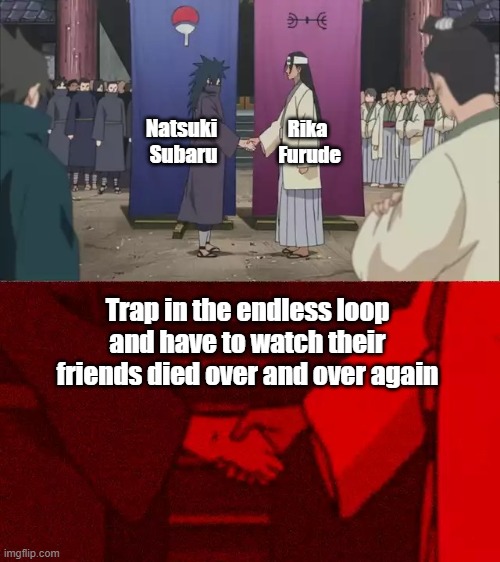 Natsuki
Subaru
Rika
Furude
Trap in the endless loop
and have to watch their
friends died over and over again
imgflip.com